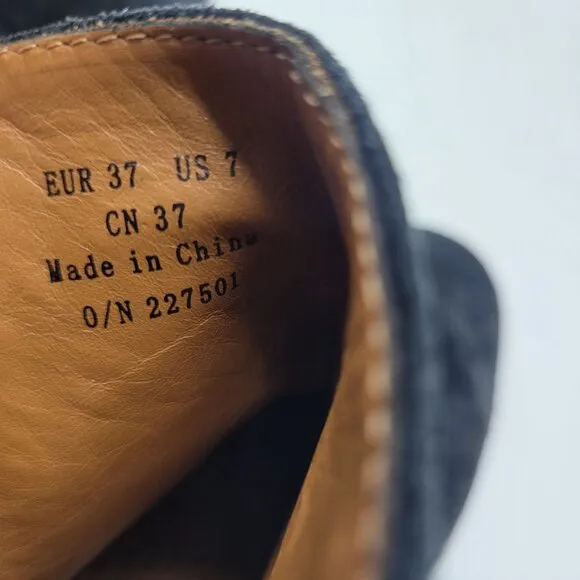 EUR 37 US 7
CN 37
Made in China
O/N 227501